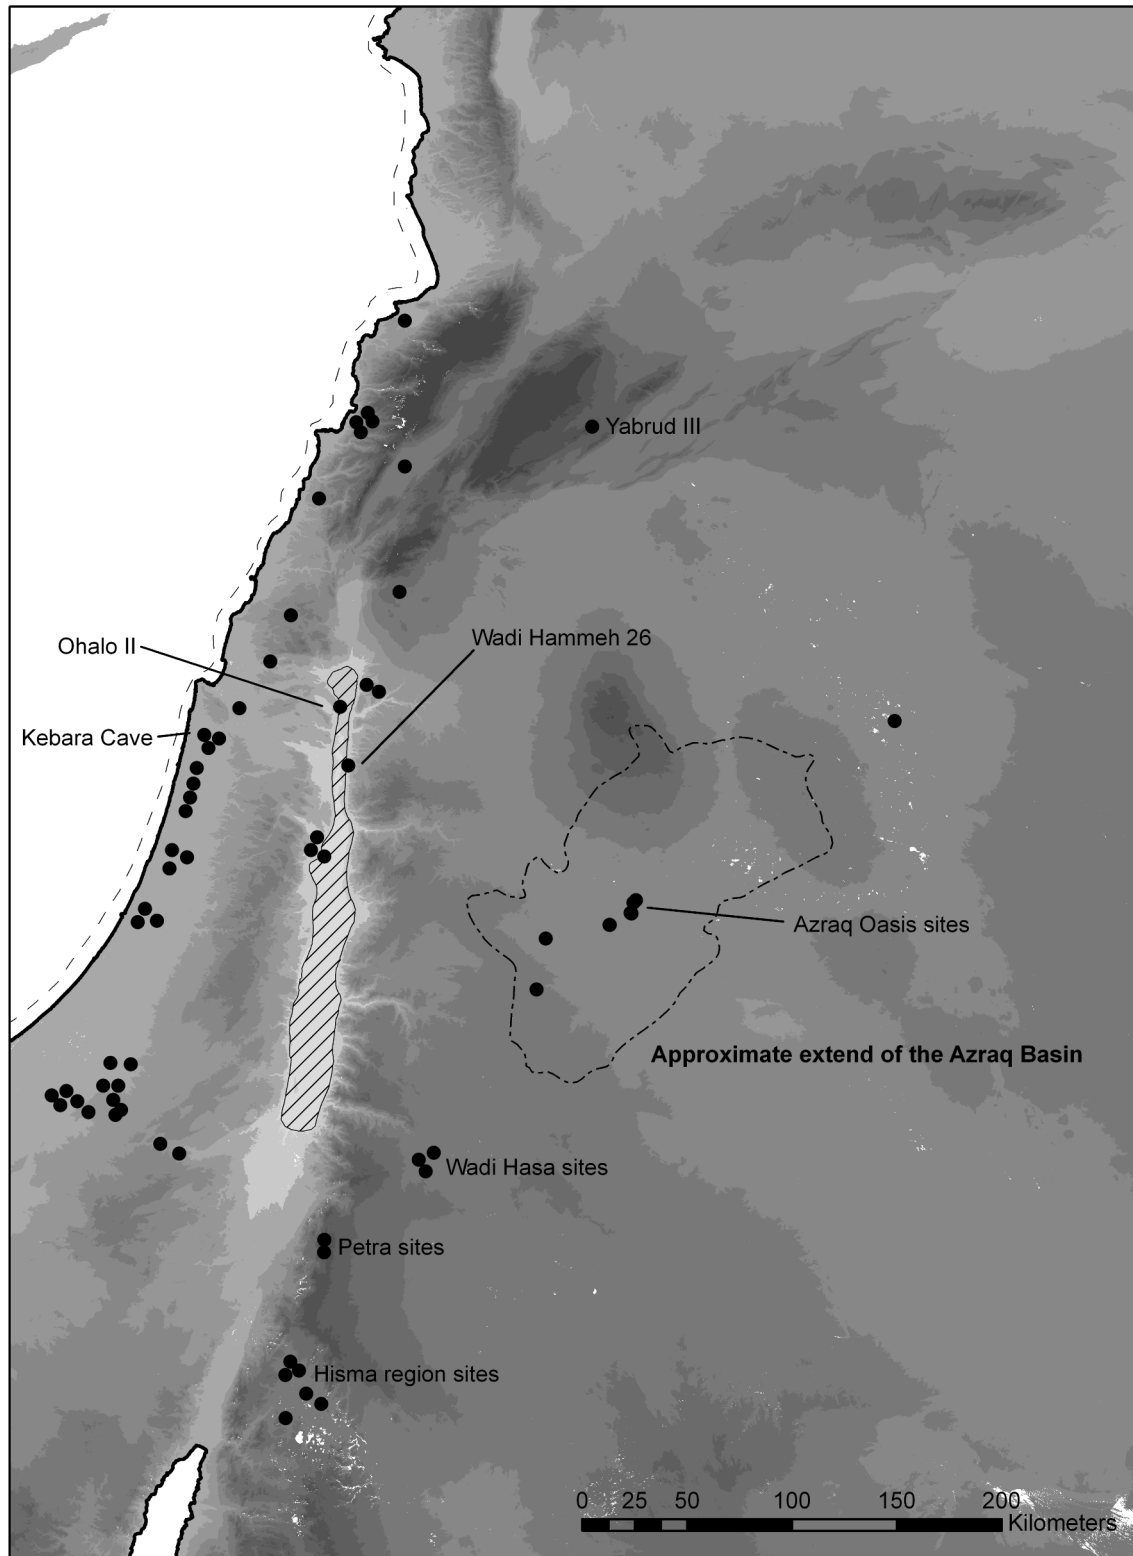 Yabrud III
Ohalo II
Wadi Hammeh 26
Kebara Cave
Azraq Oasis sites
Approximate extend of the Azraq Basin
Wadi Hasa sites
Petra sites
Hisma region sites
0 25 50 100 150 200
Kilometers